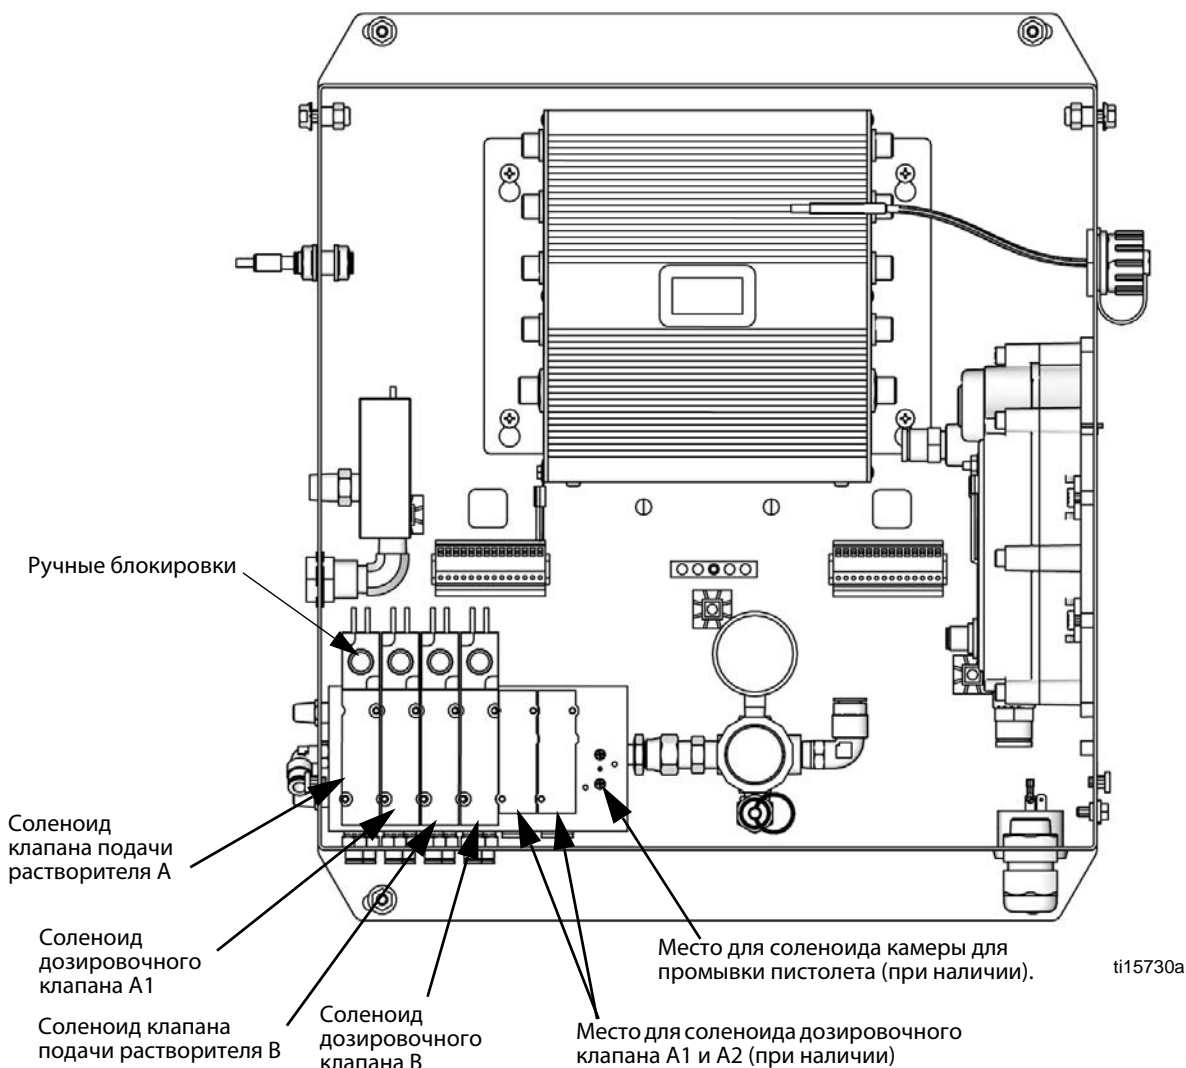 Ручные блокировки
Соленоид
клапана подачи
растворителя A
Соленоид
дозировочного
клапана A1
Соленоид клапана
подачи растворителя B
Соленоид
дозировочного
клапана B
Место для соленоида камеры для
промывки пистолета (при наличии).
Место для соленоида дозировочного
клапана A1 и A2 (при наличии)
ti15730a